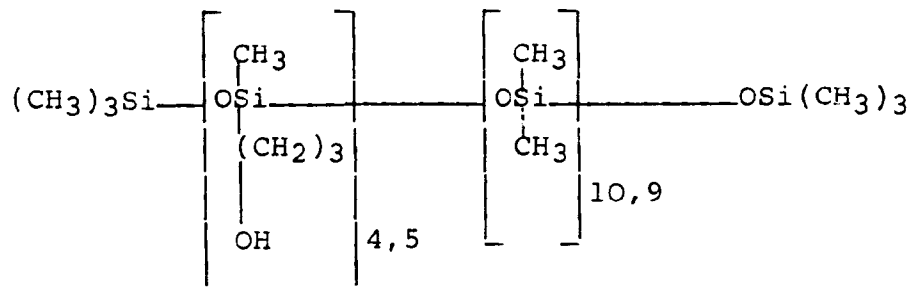 CH3 CH3
(CH3)3Si OSi OSi OSi(CH3)3
(CH2)3 CH3
10,9
OH 4,5